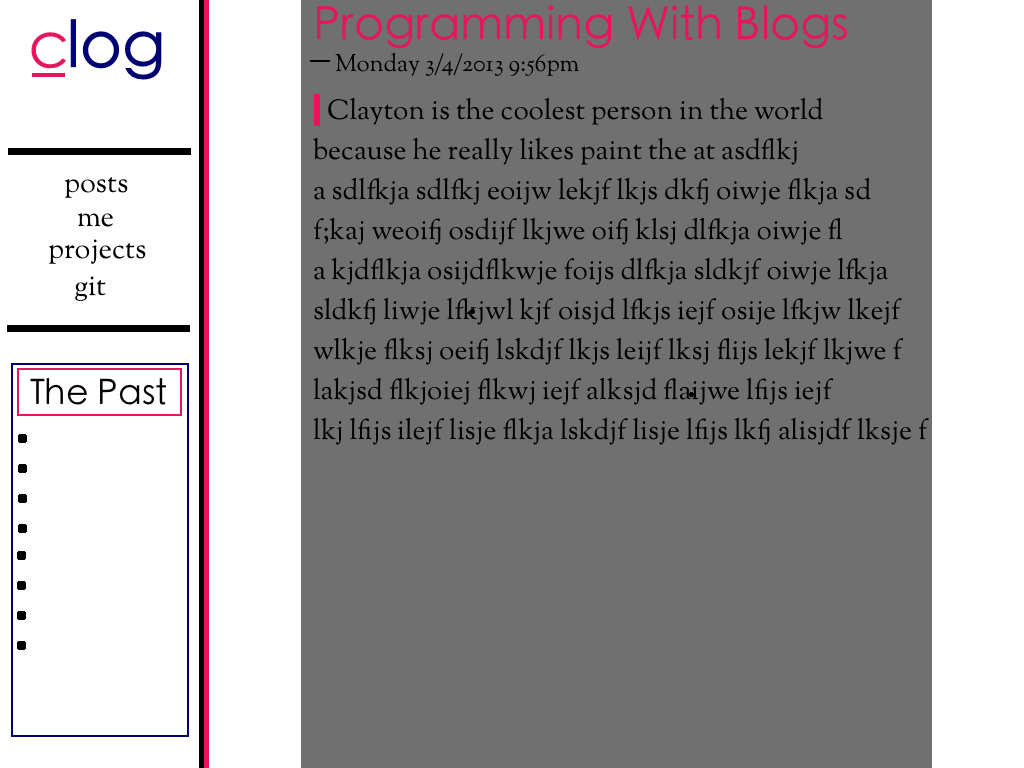 clog
posts
me
projects
git
The Past
Programming With Blogs
— Monday 3/4/2013 9:56pm
Clayton is the coolest person in the world
because he really likes paint the at asdflkj
a sdlfkja sdlfkj eoijw lekjf lkjs dkfj oiwje flkja sd
f;kaj weoifj osdijf lkjwe oifj klsj dlfkja oiwje fl
a kjdflkja osijdflkwje foijs dlfkja sldkjf oiwje lfkja
sldkfj liwje lfkjwl kjf oisjd lfkjs iejf osije lfkjw lkejf
wlkje flksj oeifj lskdjf lkjs leijf lksj flijs lekjf lkjwe f
lakjsd flkjoiej flkwj iejf alksjd flaijwe lfijs iejf
lkj lfijs ilejf lisje flkja lskdjf lisje lfijs lkfj alisjdf lksje f